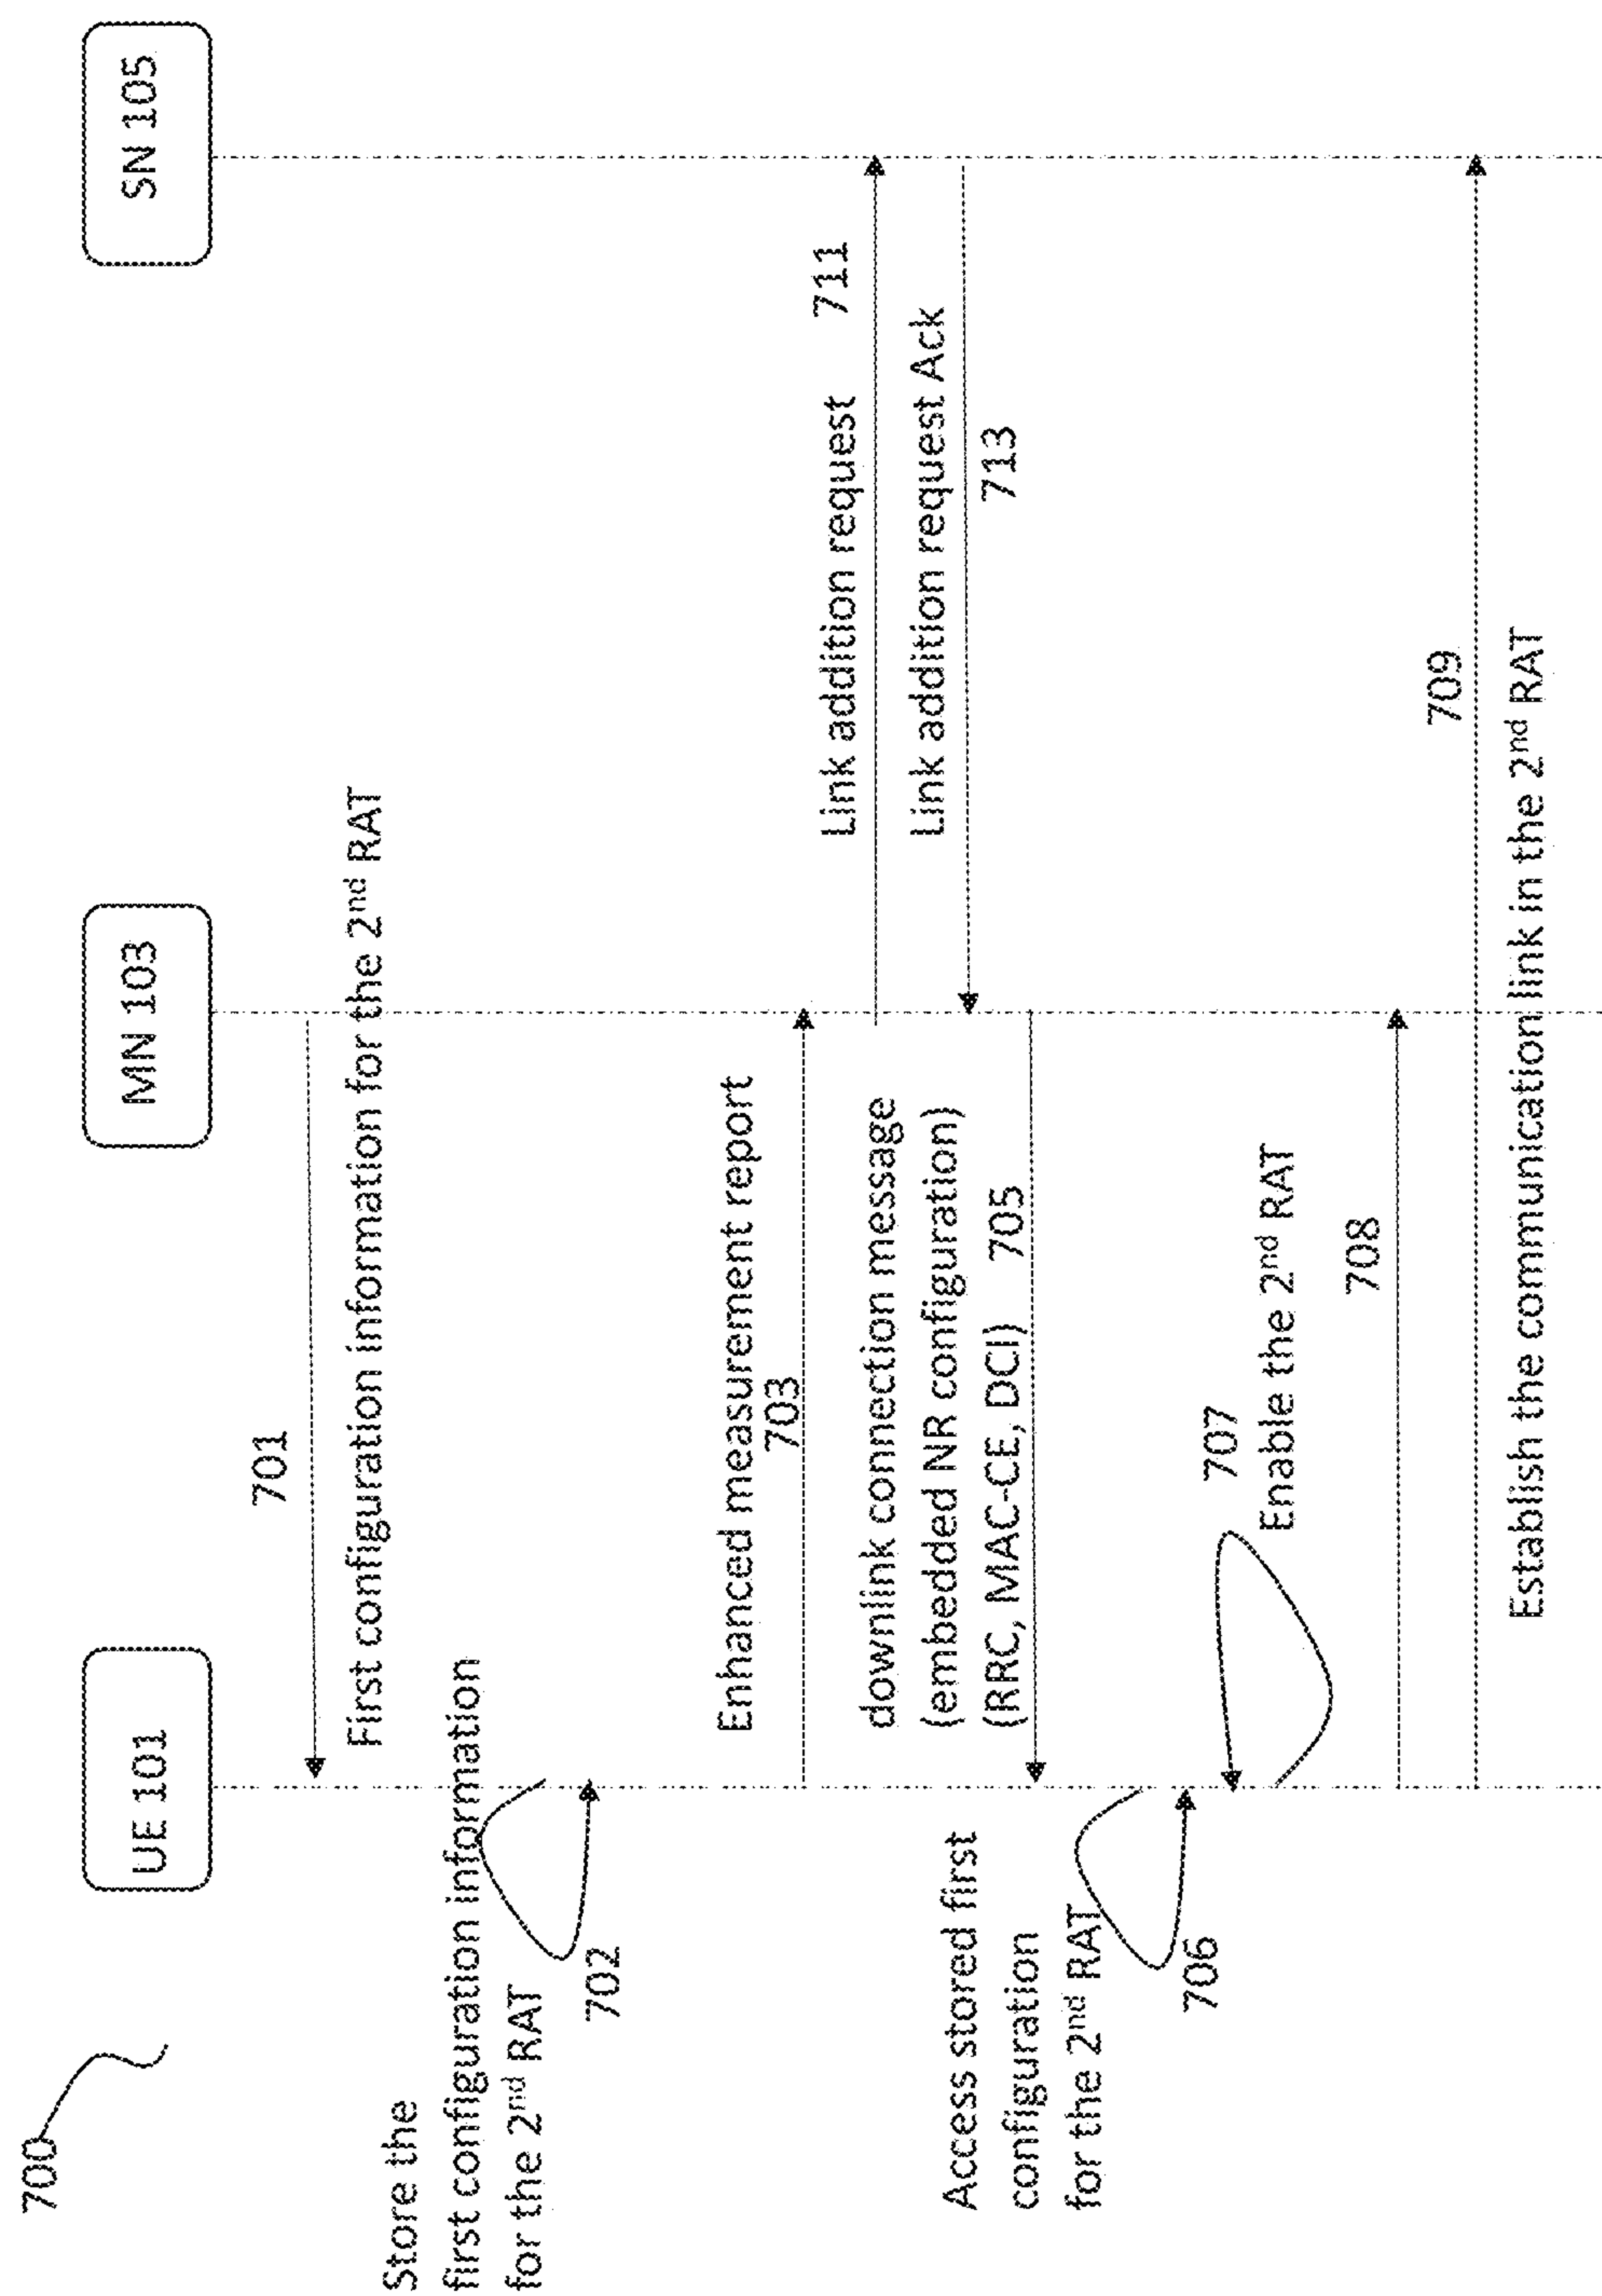 700
UE 101
MN 103
SN 105
701
First configuration information for the 2nd RAT
Store the
first configuration information
for the 2nd RAT
702
Enhanced measurement report
703
Link addition request 711
Link addition request Ack
713
downlink connection message
(embedded NR configuration)
(RRC, MAC-CE, DCI) 705
Access stored first
configuration
for the 2nd RAT
706
707
Enable the 2nd RAT
708
709
Establish the communication link in the 2nd RAT